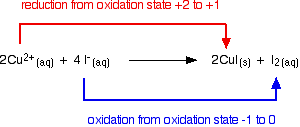 reduction from oxidation state +2 to +1
2Cu²⁺(aq) + 4 I⁻(aq) 2CuI(s) + I₂(aq)
oxidation from oxidation state -1 to 0